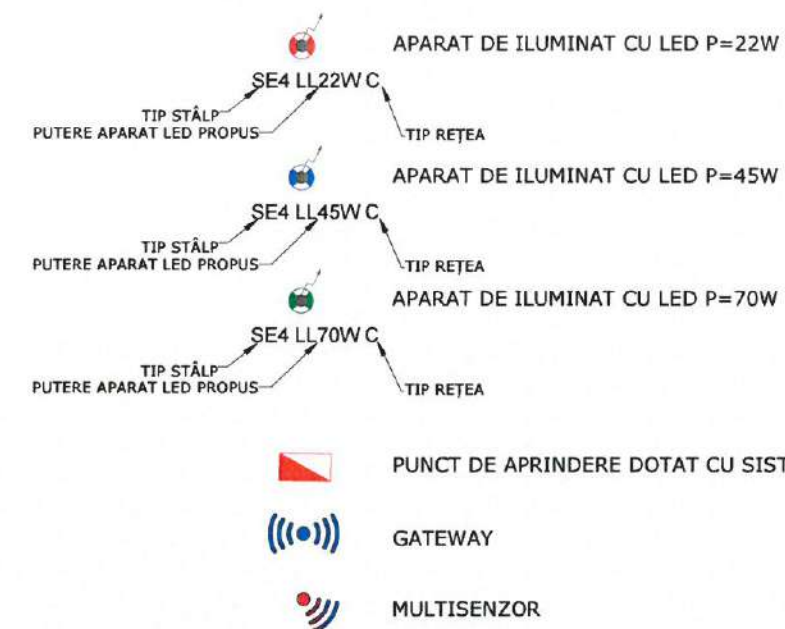 APARAT DE ILUMINAT CU LED P=22W
SE4 LL22W C
TIP STÂLP
PUTERE APARAT LED PROPUS
TIP REȚEA
APARAT DE ILUMINAT CU LED P=45W
SE4 LL45W C
TIP STÂLP
PUTERE APARAT LED PROPUS
TIP REȚEA
APARAT DE ILUMINAT CU LED P=70W
SE4 LL70W C
TIP STÂLP
PUTERE APARAT LED PROPUS
TIP REȚEA
PUNCT DE APRINDERE DOTAT CU SIST
GATEWAY
MULTISENZOR